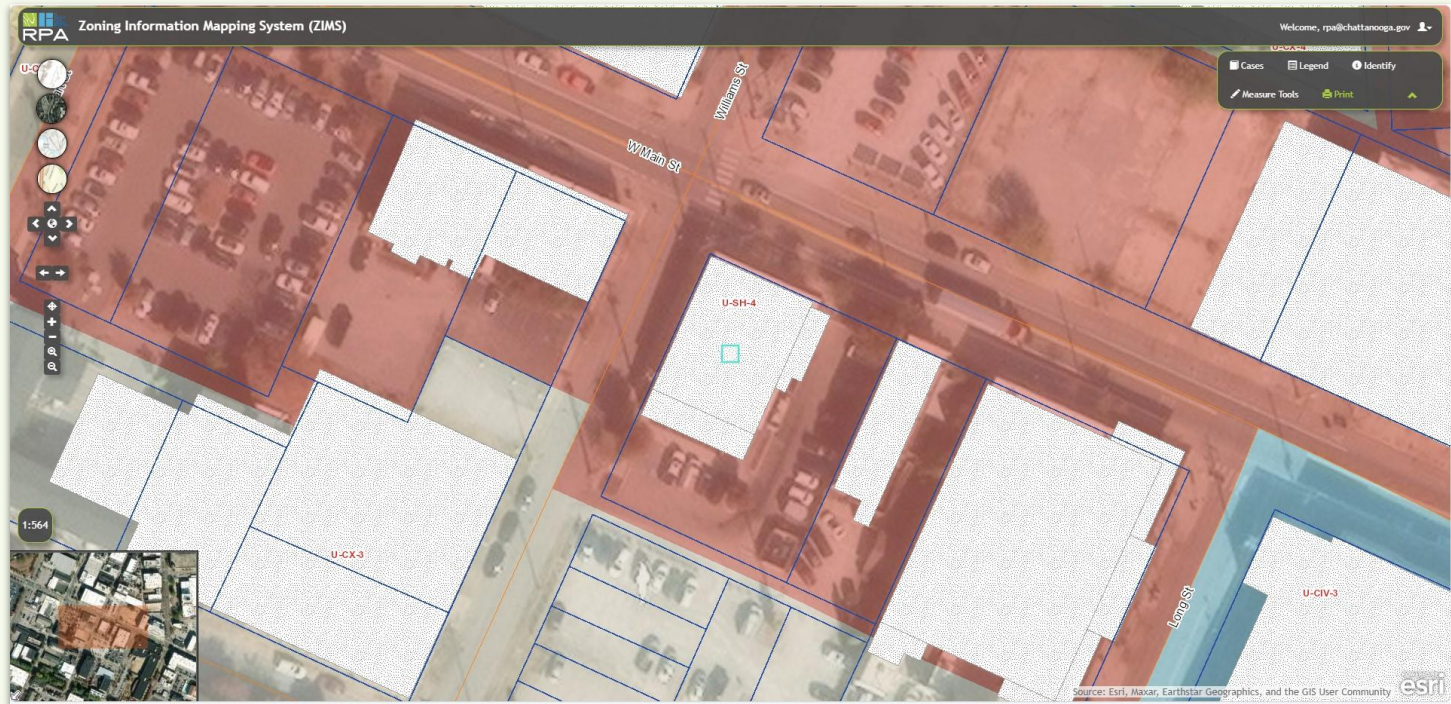 RPA
Zoning Information Mapping System (ZIMS)
Welcome, rpa@chattanooga.gov
U-CX-4
Cases
Legend
Identify
Measure Tools
Print
Williams St
W Main St
U-SH-4
U-CX-3
U-CIV-3
Long St
1:564
Source: Esri, Maxar, Earthstar Geographics, and the GIS User Community
esri